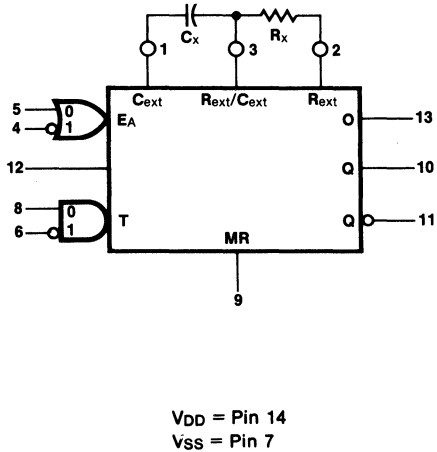 Cx
Rx
1
3
2
Cext
Rext/Cext
Rext
5
0
4
1
EA
O
13
12
Q
10
8
0
6
1
T
Q
11
MR
9
VDD = Pin 14
VSS = Pin 7